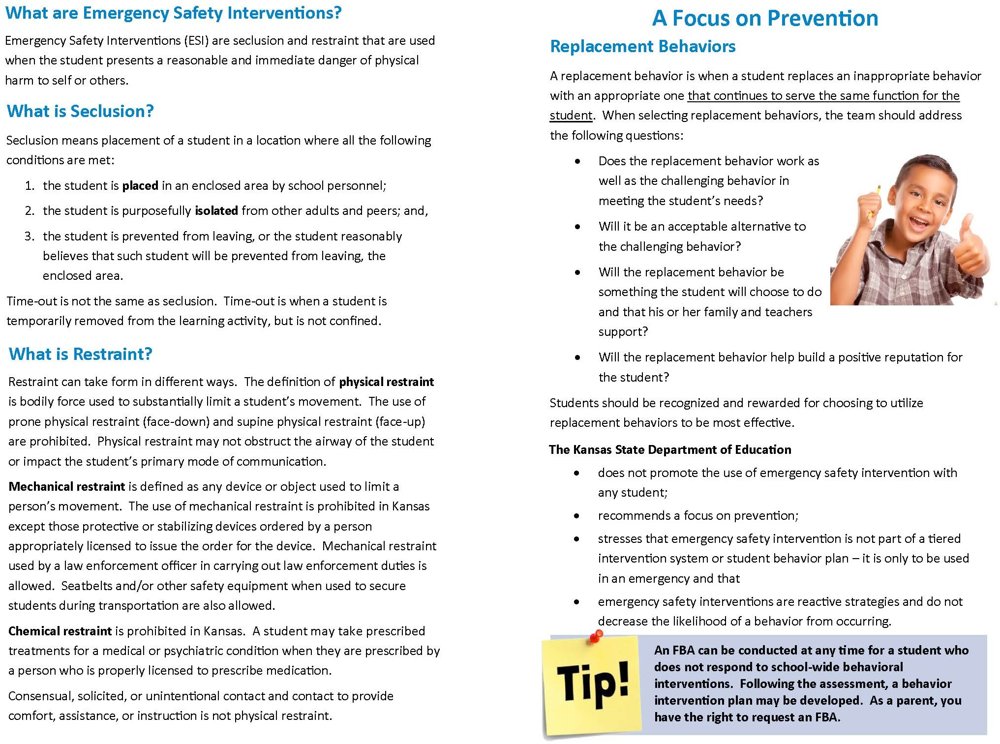 What are Emergency Safety Interventions?
Emergency Safety Interventions (ESI) are seclusion and restraint that are used
when the student presents a reasonable and immediate danger of physical
harm to self or others.
What is Seclusion?
Seclusion means placement of a student in a location where all the following
conditions are met:
1. the student is placed in an enclosed area by school personnel;
2. the student is purposefully isolated from other adults and peers; and,
3. the student is prevented from leaving, or the student reasonably
believes that such student will be prevented from leaving, the
enclosed area.
Time-out is not the same as seclusion.  Time-out is when a student is
temporarily removed from the learning activity, but is not confined.
What is Restraint?
Restraint can take form in different ways.  The definition of physical restraint
is bodily force used to substantially limit a student's movement.  The use of
prone physical restraint (face-down) and supine physical restraint (face-up)
are prohibited.  Physical restraint may not obstruct the airway of the student
or impact the student's primary mode of communication.
Mechanical restraint is defined as any device or object used to limit a
person's movement.  The use of mechanical restraint is prohibited in Kansas
except those protective or stabilizing devices ordered by a person
appropriately licensed to issue the order for the device.  Mechanical restraint
used by a law enforcement officer in carrying out law enforcement duties is
allowed.  Seatbelts and/or other safety equipment when used to secure
students during transportation are also allowed.
Chemical restraint is prohibited in Kansas.  A student may take prescribed
treatments for a medical or psychiatric condition when they are prescribed by
a person who is properly licensed to prescribe medication.
Consensual, solicited, or unintentional contact and contact to provide
comfort, assistance, or instruction is not physical restraint.
A Focus on Prevention
Replacement Behaviors
A replacement behavior is when a student replaces an inappropriate behavior
with an appropriate one that continues to serve the same function for the
student.  When selecting replacement behaviors, the team should address
the following questions:
• Does the replacement behavior work as
well as the challenging behavior in
meeting the student's needs?
• Will it be an acceptable alternative to
the challenging behavior?
• Will the replacement behavior be
something the student will choose to do
and that his or her family and teachers
support?
• Will the replacement behavior help build a positive reputation for
the student?
Students should be recognized and rewarded for choosing to utilize
replacement behaviors to be most effective.
The Kansas State Department of Education
• does not promote the use of emergency safety intervention with
any student;
• recommends a focus on prevention;
• stresses that emergency safety intervention is not part of a tiered
intervention system or student behavior plan – it is only to be used
in an emergency and that
• emergency safety interventions are reactive strategies and do not
decrease the likelihood of a behavior from occurring.
Tip!
An FBA can be conducted at any time for a student who
does not respond to school-wide behavioral
interventions.  Following the assessment, a behavior
intervention plan may be developed.  As a parent, you
have the right to request an FBA.